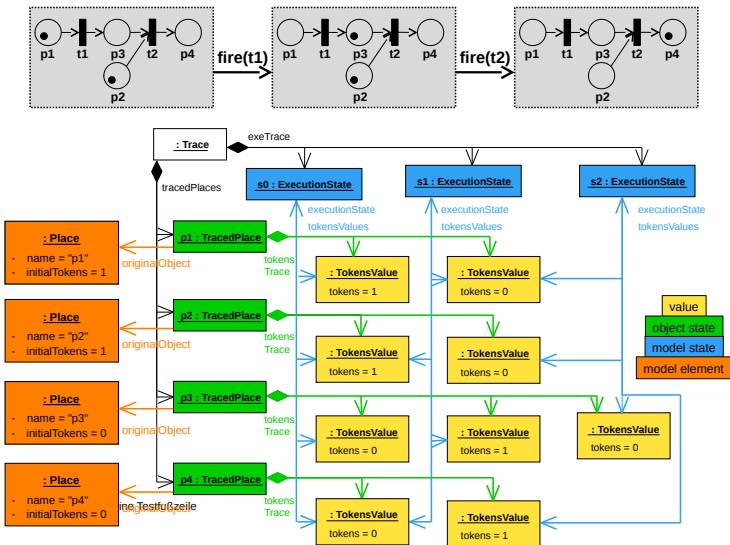 p1 t1 p3 t2 p4
p2
fire(t1)
p1 t1 p3 t2 p4
p2
fire(t2)
p1 t1 p3 t2 p4
p2
: Trace
exeTrace
tracedPlaces
s0 : ExecutionState
s1 : ExecutionState
s2 : ExecutionState
executionState
tokensValues
executionState
tokensValues
executionState
tokensValues
: Place
- name = "p1"
- initialTokens = 1
originalObject
p1 : TracedPlace
tokens
Trace
: TokensValue
tokens = 1
: TokensValue
tokens = 0
: Place
- name = "p2"
- initialTokens = 1
originalObject
p2 : TracedPlace
tokens
Trace
: TokensValue
tokens = 1
: TokensValue
tokens = 0
value
object state
model state
model element
: Place
- name = "p3"
- initialTokens = 0
originalObject
p3 : TracedPlace
tokens
Trace
: TokensValue
tokens = 0
: TokensValue
tokens = 1
: TokensValue
tokens = 0
: Place
- name = "p4"
- initialTokens = 0
originalObject
ine Testfußzeile
p4 : TracedPlace
tokens
Trace
: TokensValue
tokens = 0
: TokensValue
tokens = 1